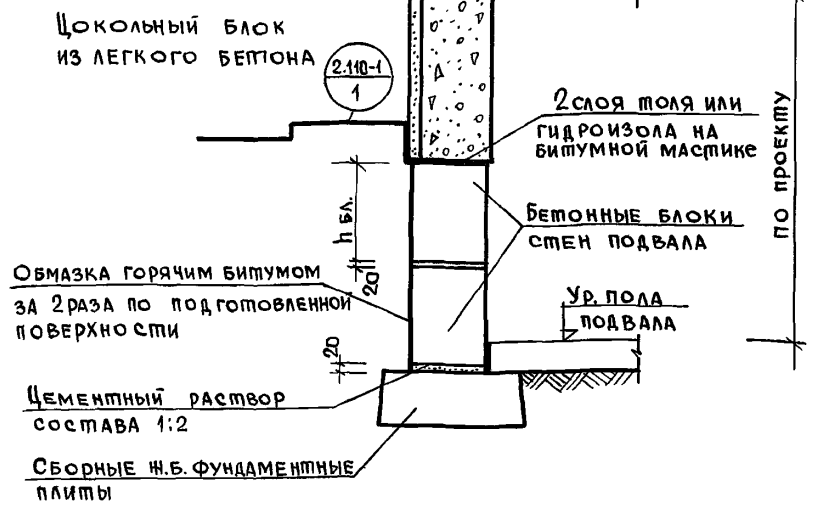 Цокольный блок
из легкого бетона
2.110-1
1
2 слоя толя или
гидроизола на
битумной мастике
по проекту
h бл.
Бетонные блоки
стен подвала
20
Обмазка горячим битумом
за 2 раза по подготовленной
поверхности
Ур. пола
подвала
20
Цементный раствор
состава 1:2
Сборные ж.б. фундаментные
плиты